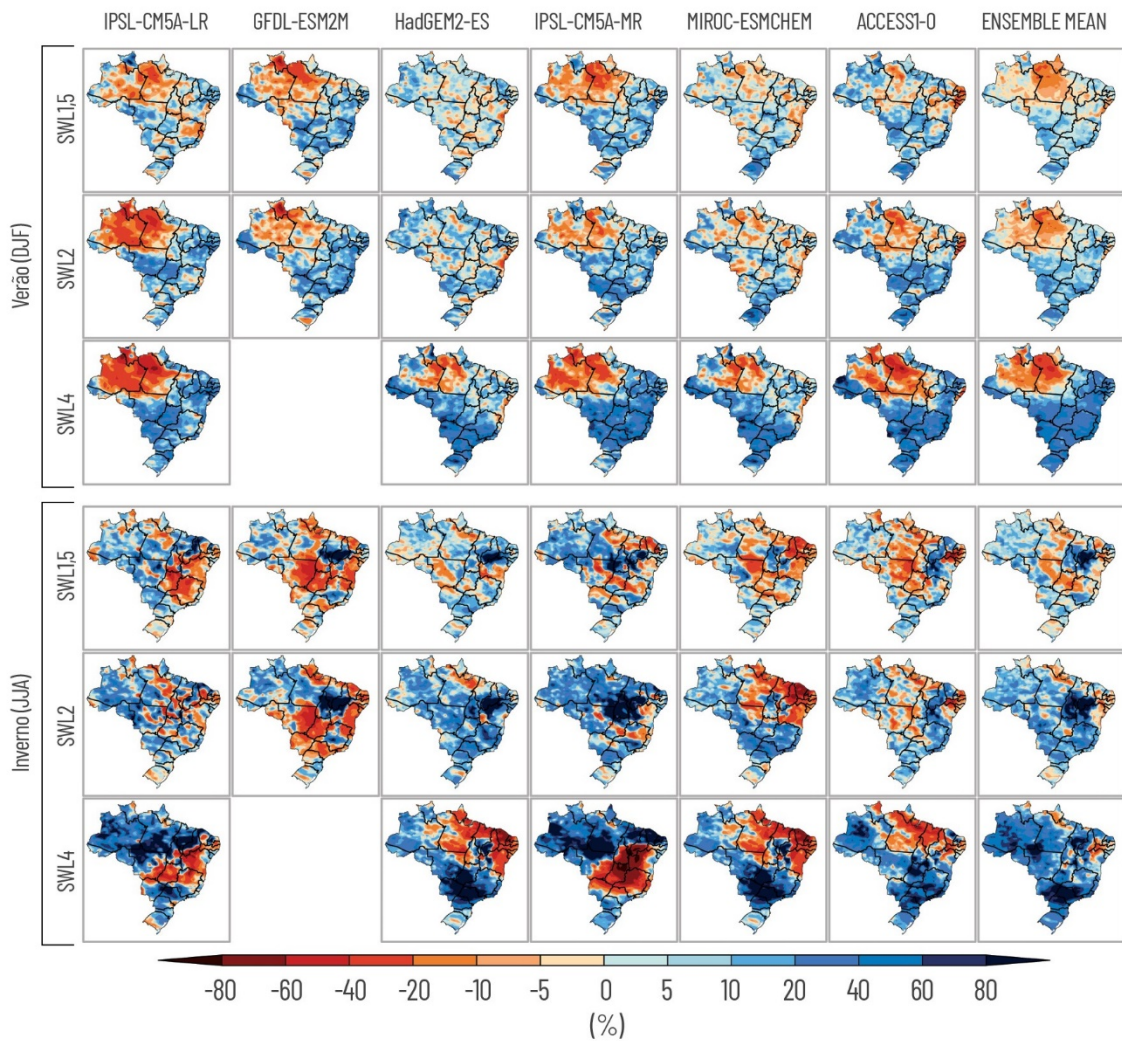 IPSL-CM5A-LR GFDL-ESM2M HadGEM2-ES IPSL-CM5A-MR MIROC-ESMCHEM ACCESS1-0 ENSEMBLE MEAN
Verão (DJF)
SWL1,5
SWL2
SWL4
Inverno (JJA)
SWL1,5
SWL2
SWL4
-80 -60 -40 -20 -10 -5 0 5 10 20 40 60 80
(%)